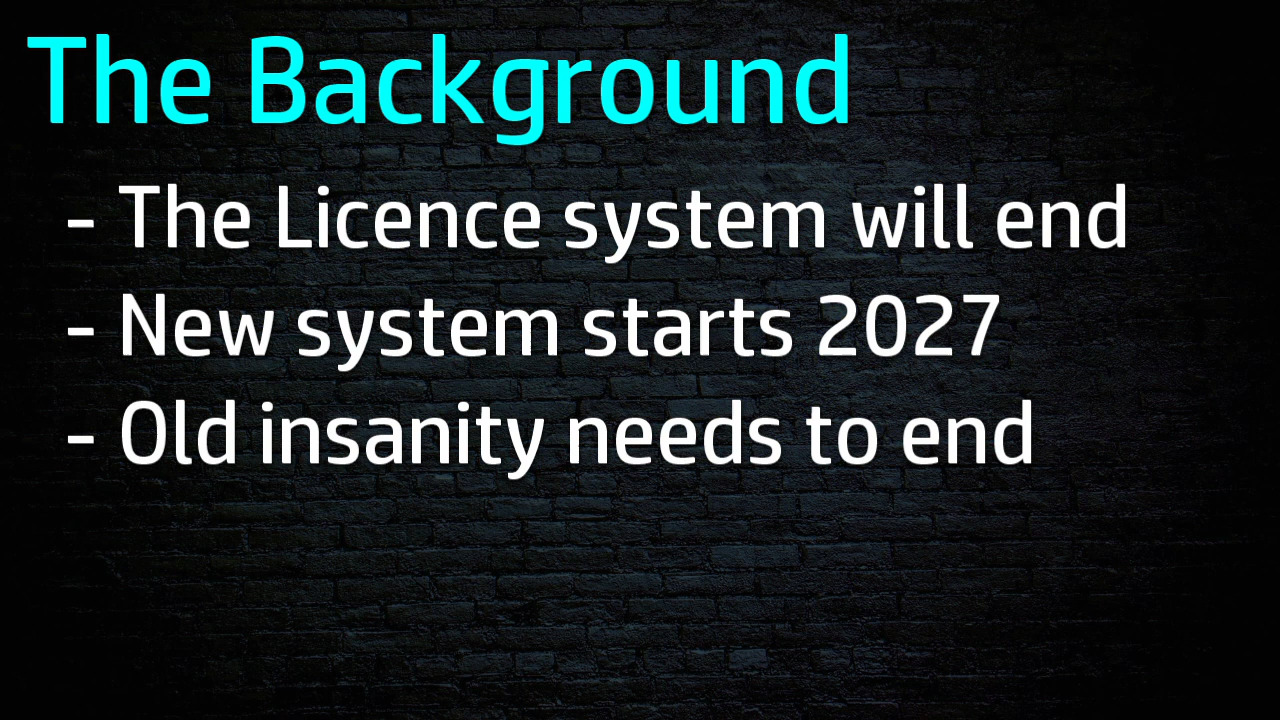 The Background
- The Licence system will end
- New system starts 2027
- Old insanity needs to end